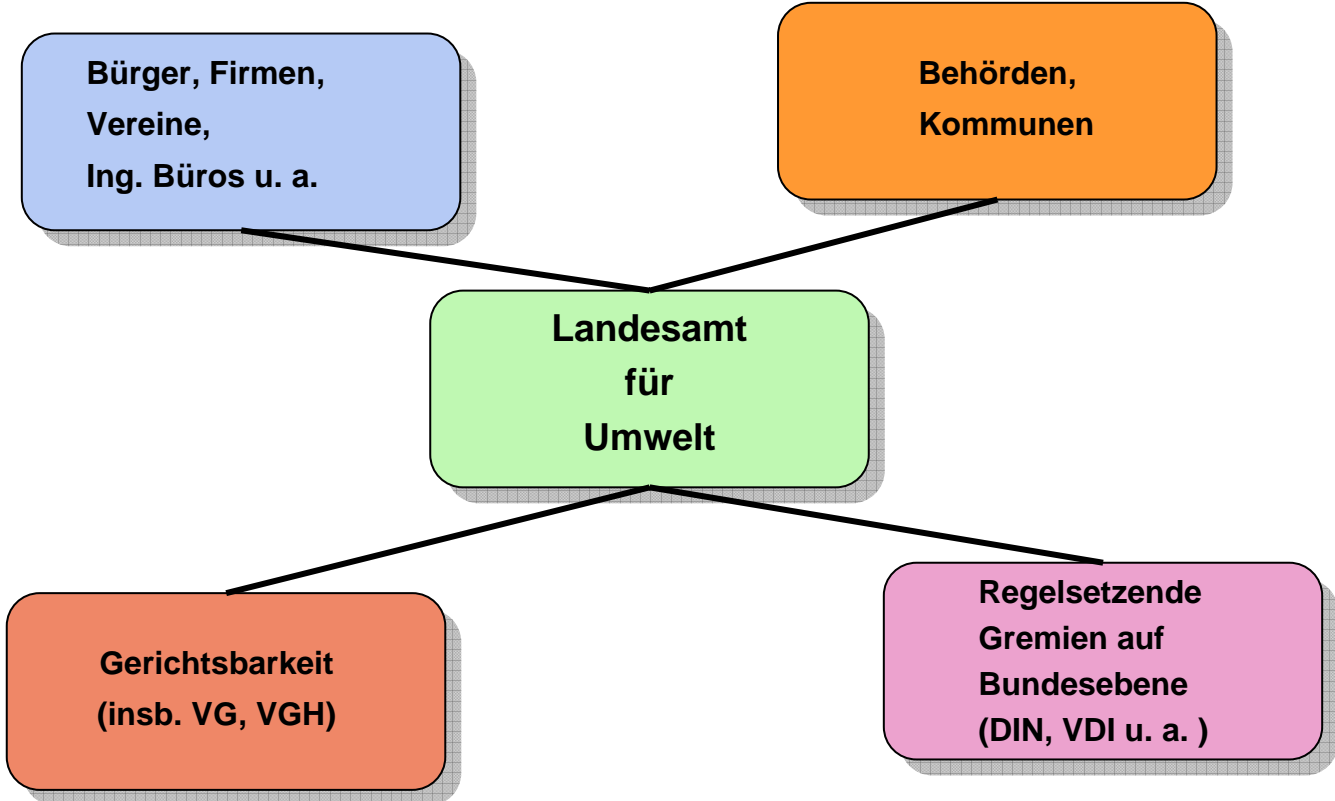 Bürger, Firmen,
Vereine,
Ing. Büros u. a.
Behörden,
Kommunen
Landesamt
für
Umwelt
Gerichtsbarkeit
(insb. VG, VGH)
Regelsetzende
Gremien auf
Bundesebene
(DIN, VDI u. a. )